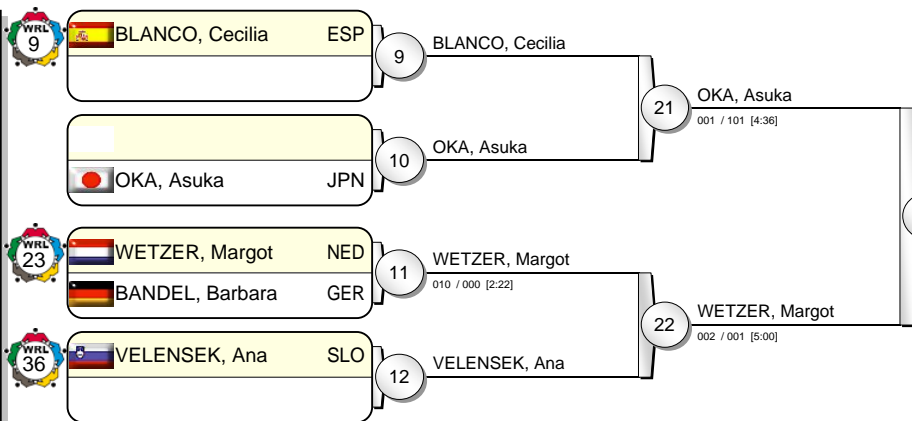 WRL
9
BLANCO, Cecilia ESP
9
BLANCO, Cecilia
21
OKA, Asuka
001 / 101 [4:36]
10
OKA, Asuka
OKA, Asuka JPN
WRL
23
WETZER, Margot NED
BANDEL, Barbara GER
11
WETZER, Margot
010 / 000 [2:22]
22
WETZER, Margot
002 / 001 [5:00]
WRL
36
VELENSEK, Ana SLO
12
VELENSEK, Ana